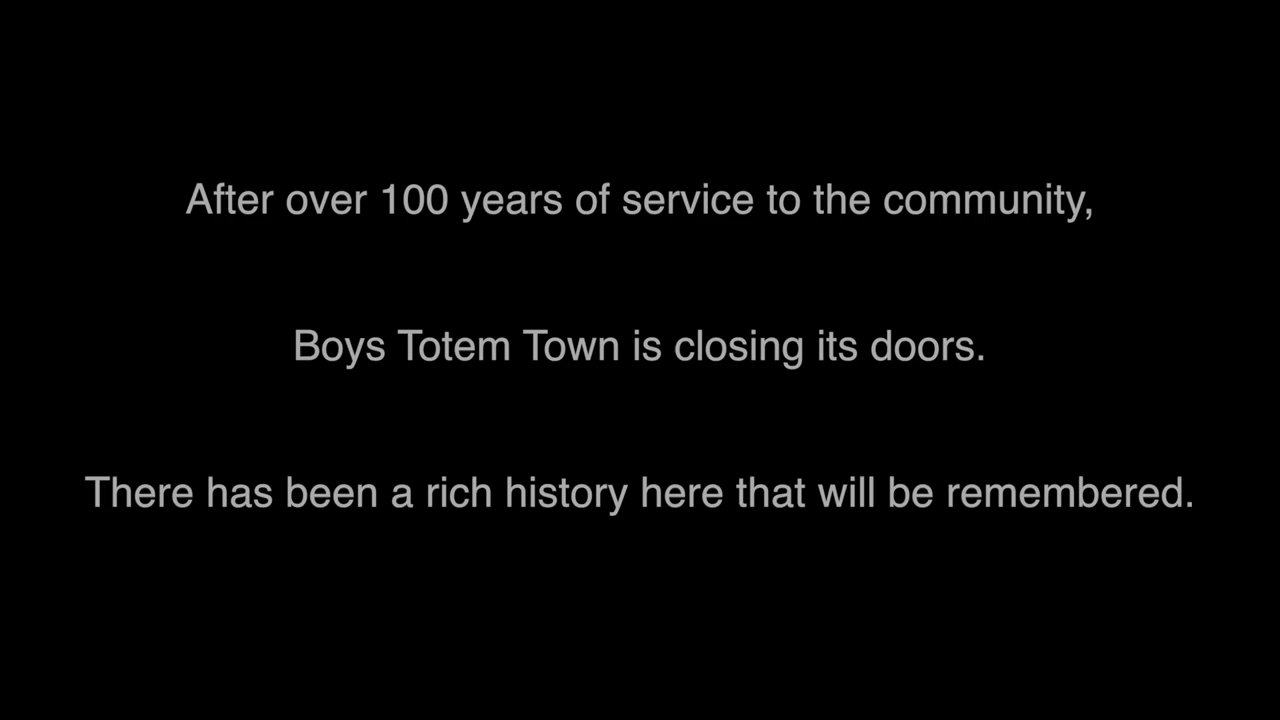 After over 100 years of service to the community,
Boys Totem Town is closing its doors.
There has been a rich history here that will be remembered.